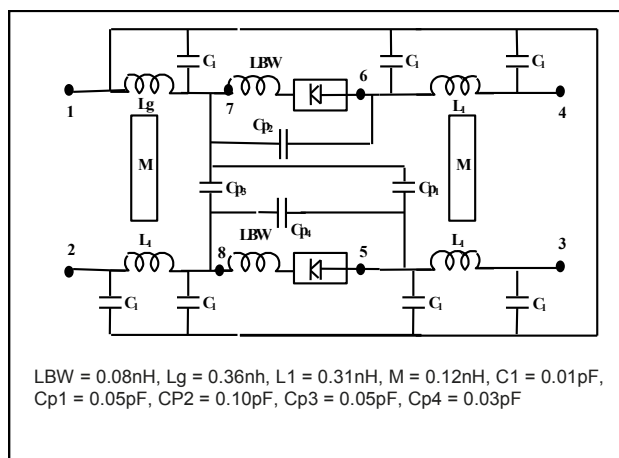 C1 LBW 6 C1 C1
1 Lg 7 L1 4
Cp2
M M
Cp3 Cp1
Cp4
2 L1 8 LBW 5 L1 3
C1 C1 C1 C1
LBW = 0.08nH, Lg = 0.36nh, L1 = 0.31nH, M = 0.12nH, C1 = 0.01pF,
Cp1 = 0.05pF, CP2 = 0.10pF, Cp3 = 0.05pF, Cp4 = 0.03pF